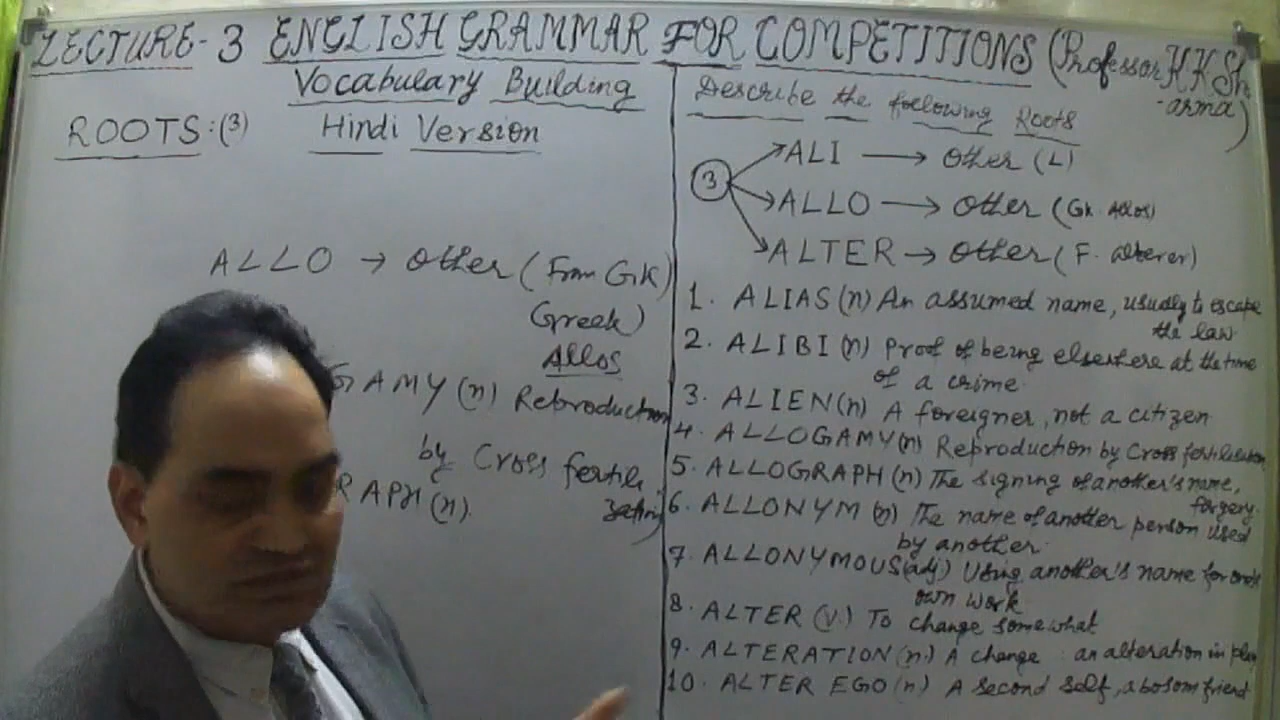 LECTURE-3 ENGLISH GRAMMAR FOR COMPETITIONS (Professor KK Sh
-arma)
Vocabulary Building
ROOTS:(3) Hindi Version
ALLO → Other (From GK)
(Greek)
Allos
GAMY (n) Reproduction
by Cross fertili
RAPH (n).
Describe the following Roots
3
ALI → Other (L)
ALLO → Other (GK. Allos)
ALTER → Other (F. alterer)
1. ALIAS (n) An assumed name, usually to escape
the law.
2. ALIBI (n) Proof of being elsewhere at the time
of a crime.
3. ALIEN (n) A foreigner, not a citizen
4. ALLOGAMY (n) Reproduction by Cross fertilisation
5. ALLOGRAPH (n) The signing of another's name,
forgery.
6. ALLONYM (n) The name of another person used
by another.
7. ALLONYMOUS (adj) Using another's name for one's
own work
8. ALTER (v.) To change somewhat
9. ALTERATION (n.) A change : an alteration in plan
10. ALTER EGO (n) A second self, a bosom friend